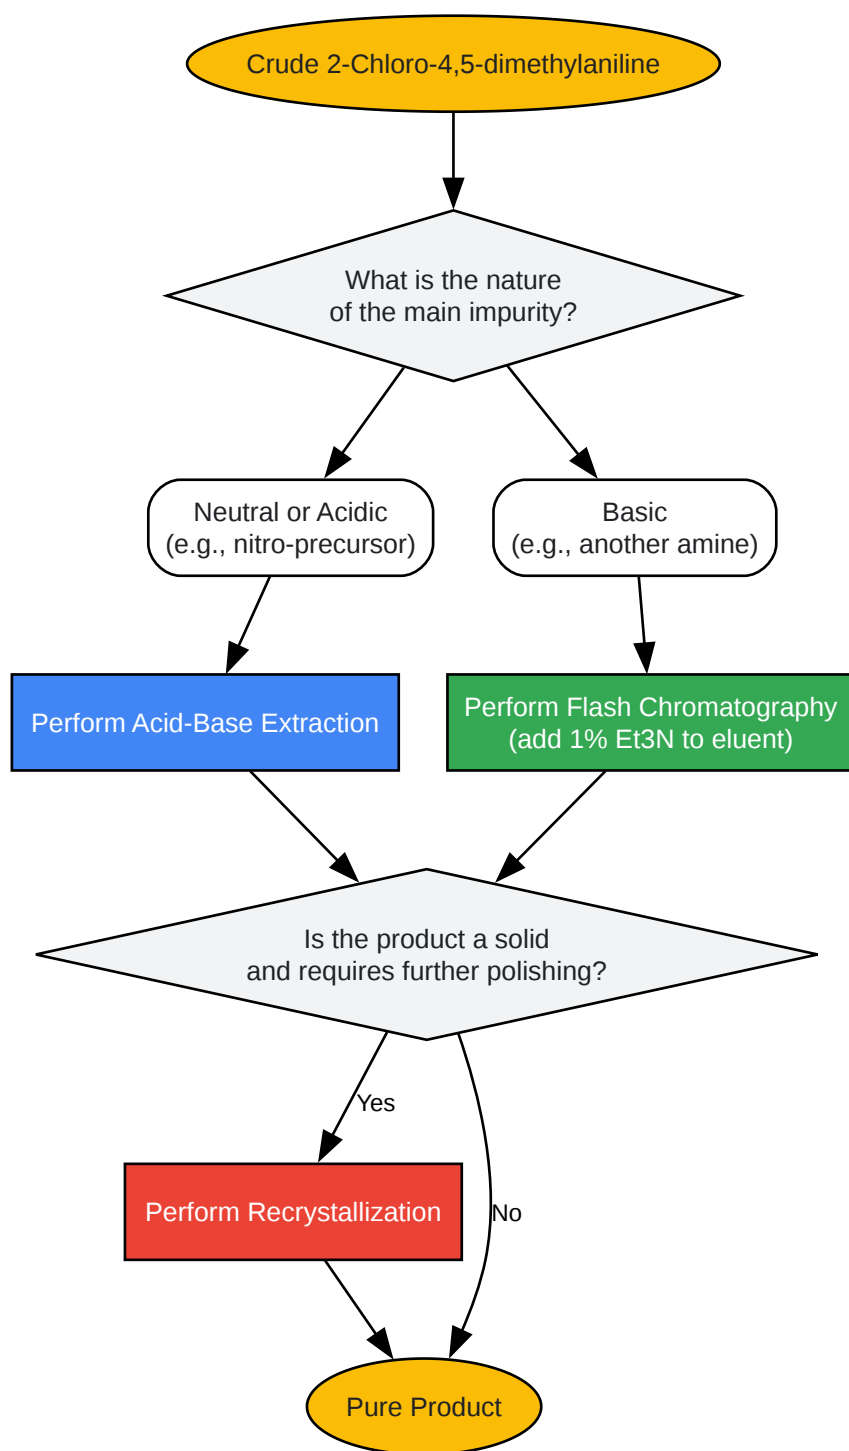 Crude 2-Chloro-4,5-dimethylaniline
What is the nature
of the main impurity?
Neutral or Acidic
(e.g., nitro-precursor)
Basic
(e.g., another amine)
Perform Acid-Base Extraction
Perform Flash Chromatography
(add 1% Et3N to eluent)
Is the product a solid
and requires further polishing?
Yes
Perform Recrystallization
No
Pure Product